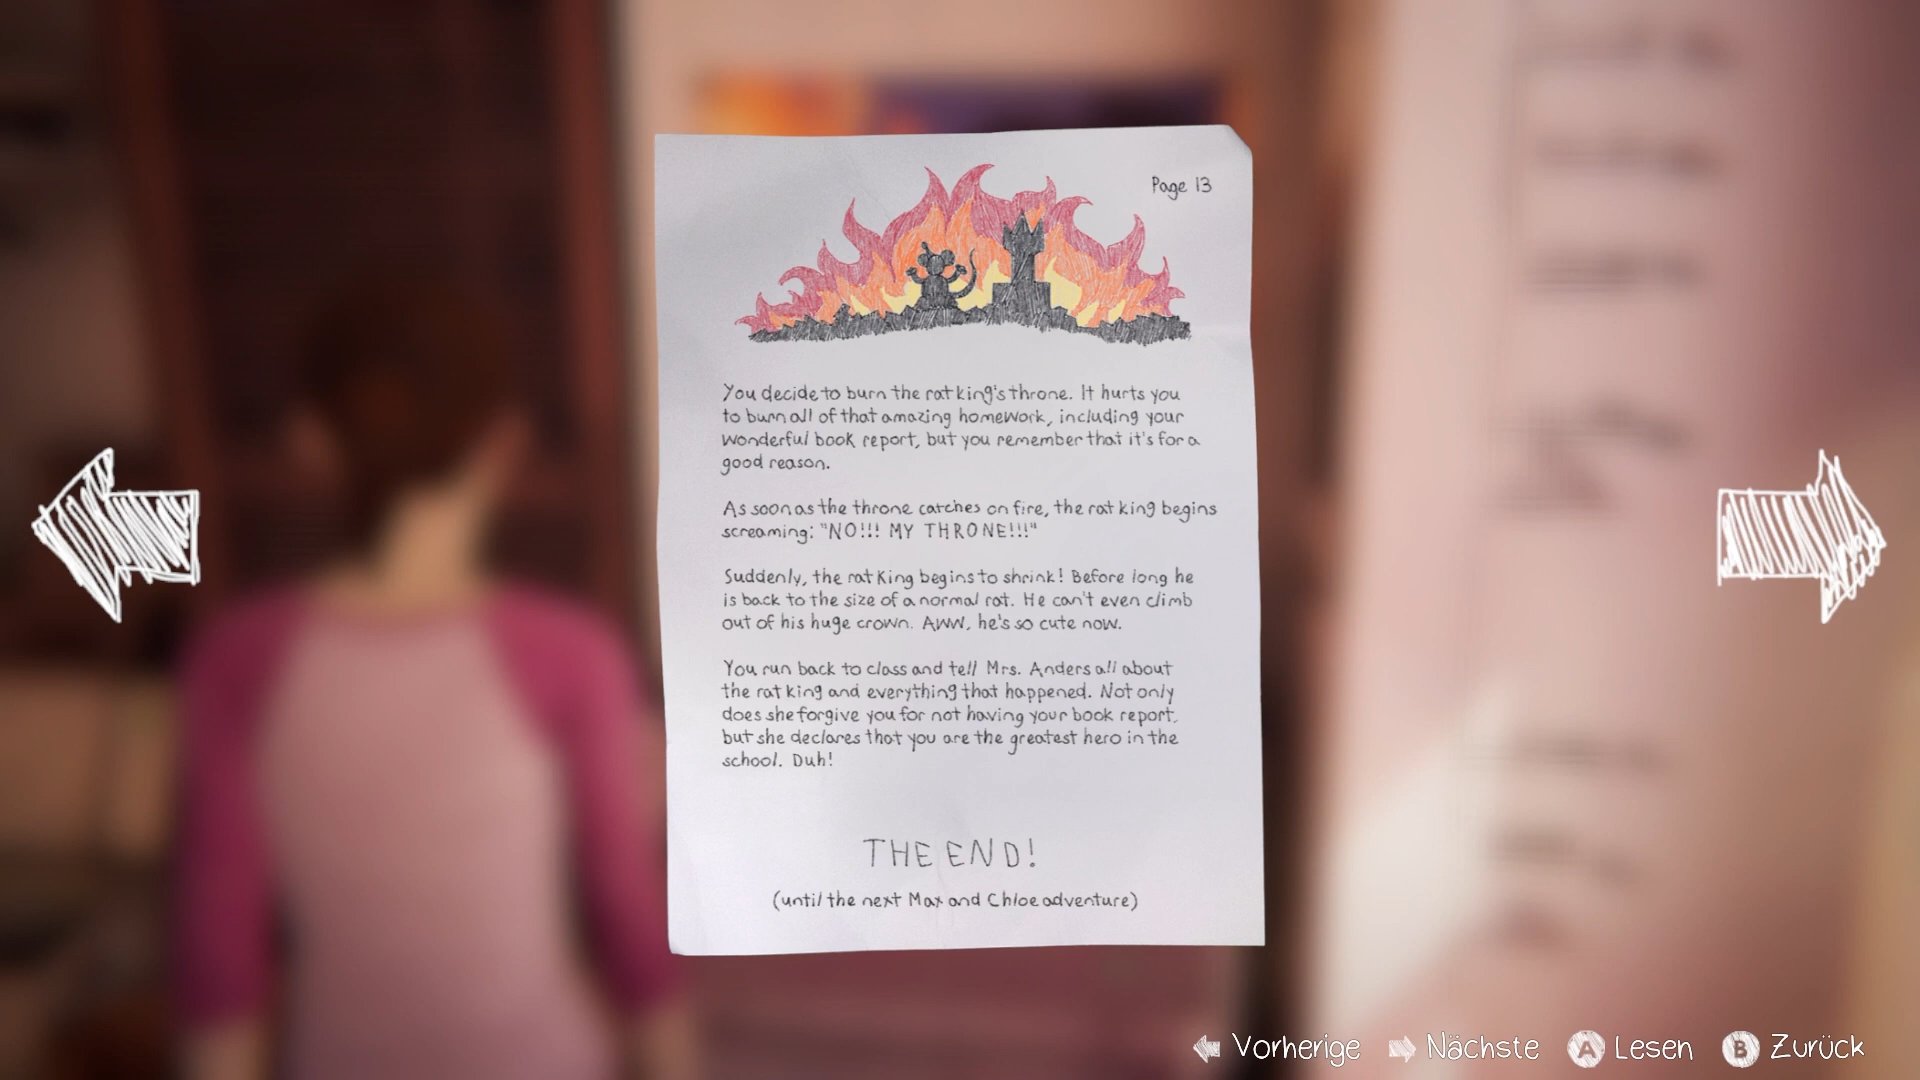 Page 13
You decide to burn the rat king's throne. It hurts you
to burn all of that amazing homework, including your
wonderful book report, but you remember that it's for a
good reason.
As soon as the throne catches on fire, the rat king begins
screaming: "NO!!! MY THRONE!!!"
Suddenly, the rat king begins to shrink! Before long he
is back to the size of a normal rat. He can't even climb
out of his huge crown. AWW, he's so cute now.
You run back to class and tell Mrs. Anders all about
the rat king and everything that happened. Not only
does she forgive you for not having your book report,
but she declares that you are the greatest hero in the
school. Duh!
THE END!
(until the next Max and Chloe adventure)
Vorherige Nächste A Lesen B Zurück